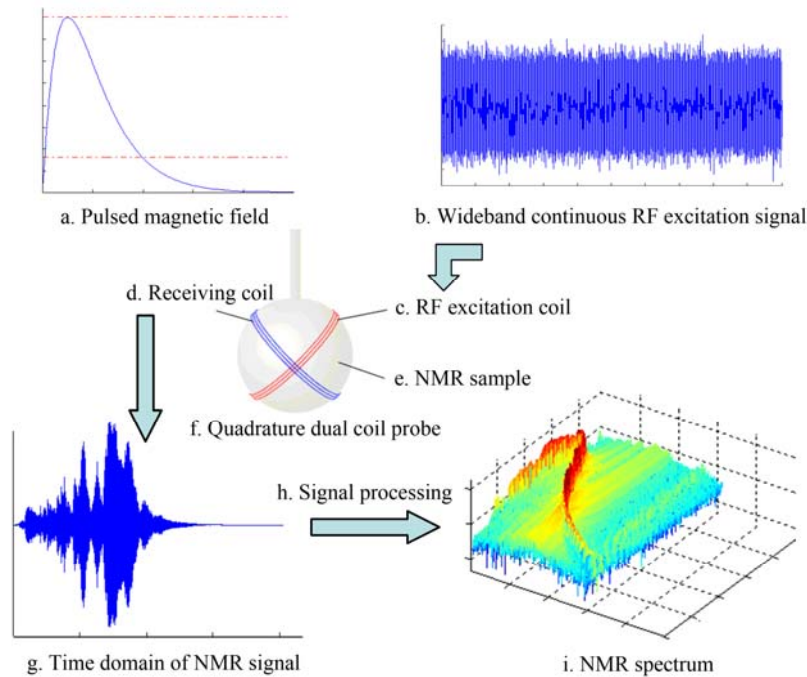 a. Pulsed magnetic field
b. Wideband continuous RF excitation signal
d. Receiving coil
c. RF excitation coil
e. NMR sample
f. Quadrature dual coil probe
h. Signal processing
g. Time domain of NMR signal
i. NMR spectrum